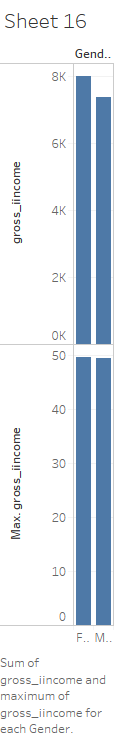 Sheet 16
Gend..
8K
6K
4K
2K
0K
gross_iincome
50
40
30
20
10
0
Max. gross_iincome
F.. M..
Sum of
gross_iincome and
maximum of
gross_iincome for
each Gender.